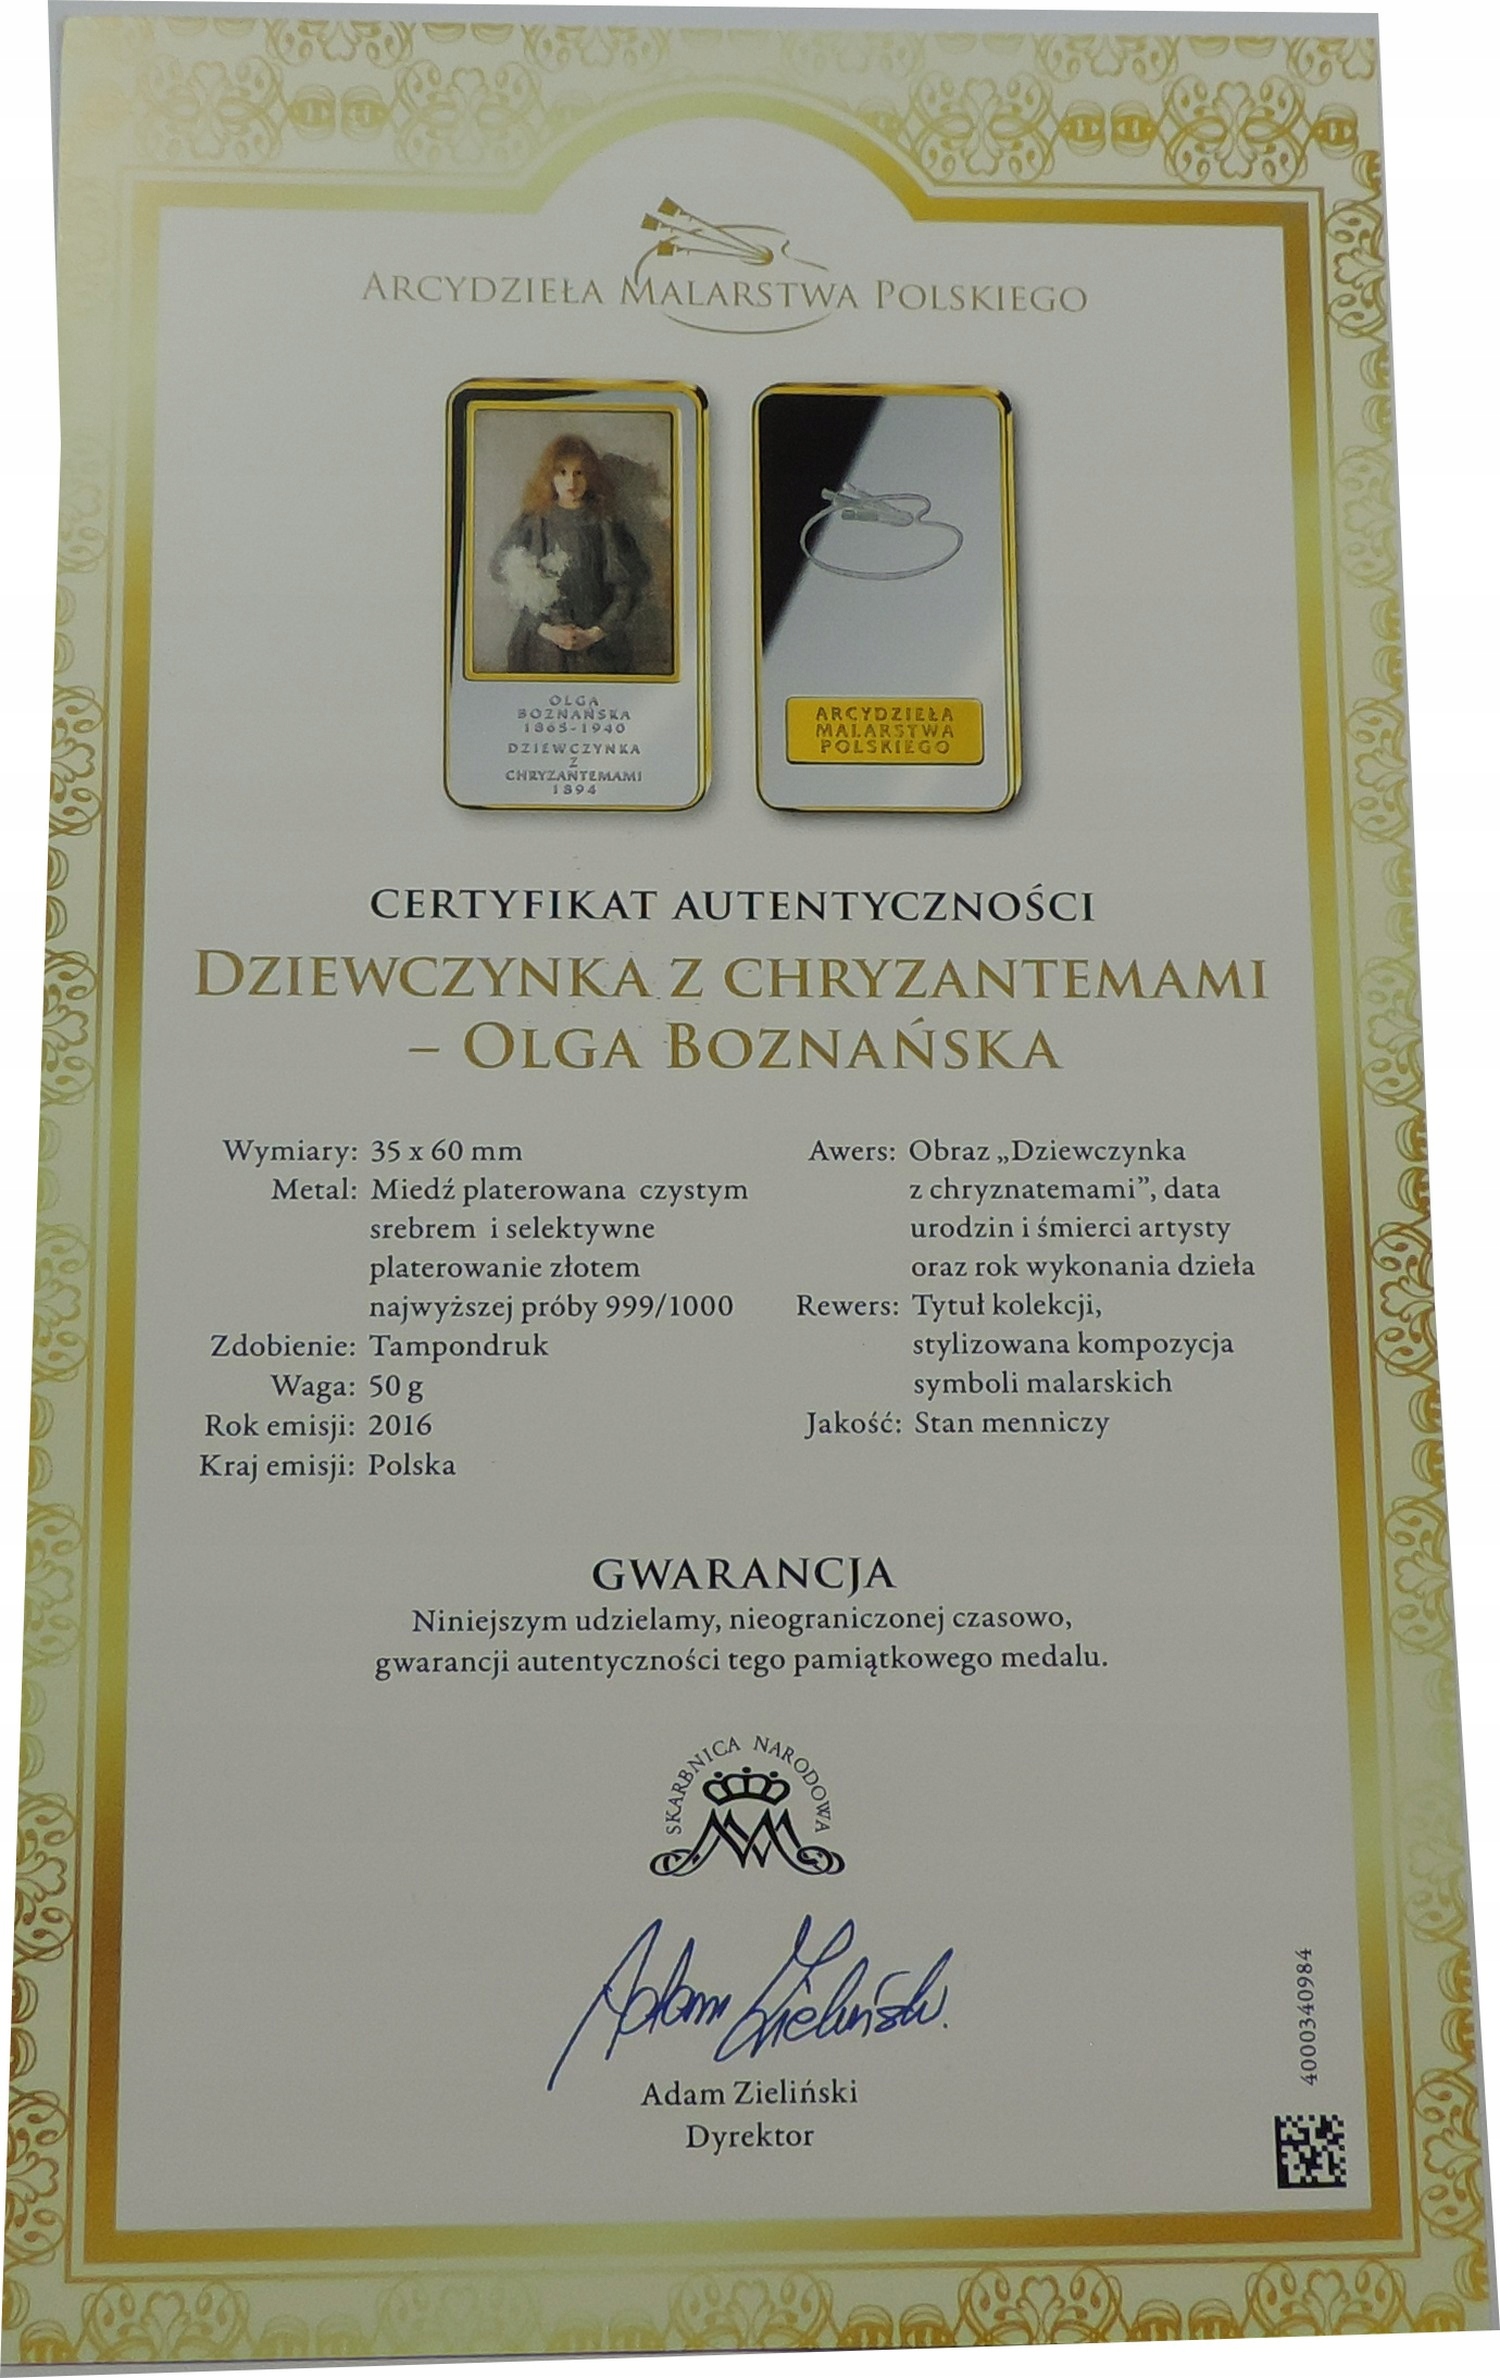 ARCYDZIEŁA MALARSTWA POLSKIEGO
OLGA
BOZNAŃSKA
1865-1940
DZIEWCZYNKA
Z
CHRYZANTEMAMI
1894
ARCYDZIEŁA
MALARSTWA
POLSKIEGO
CERTYFIKAT AUTENTYCZNOŚCI
DZIEWCZYNKA Z CHRYZANTEMAMI
– OLGA BOZNAŃSKA
Wymiary: 35 x 60 mm
Metal: Miedź platerowana czystym
srebrem i selektywne
platerowanie złotem
najwyższej próby 999/1000
Zdobienie: Tampondruk
Waga: 50 g
Rok emisji: 2016
Kraj emisji: Polska
Awers: Obraz „Dziewczynka
z chryznatemami”, data
urodzin i śmierci artysty
oraz rok wykonania dzieła
Rewers: Tytuł kolekcji,
stylizowana kompozycja
symboli malarskich
Jakość: Stan menniczy
GWARANCJA
Niniejszym udzielamy, nieograniczonej czasowo,
gwarancji autentyczności tego pamiątkowego medalu.
SKARBNICA NARODOWA
Adam Zieliński
Adam Zieliński
Dyrektor
4000340984